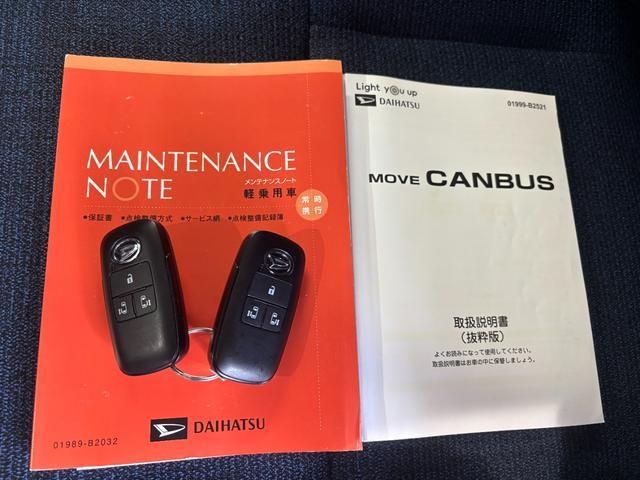 MAINTENANCE
NOTE
メンテナンスノート
軽乗用車
常時
携行
•保証書 •点検整備方式 •サービス網 •点検整備記録簿
DAIHATSU
01989-B2032
Light you up
DAIHATSU
01999-B2521
MOVE CANBUS
取扱説明書
(抜粋版)
よくお読みになって使用してください。
取扱説明書はお車の中に保管しましょう。